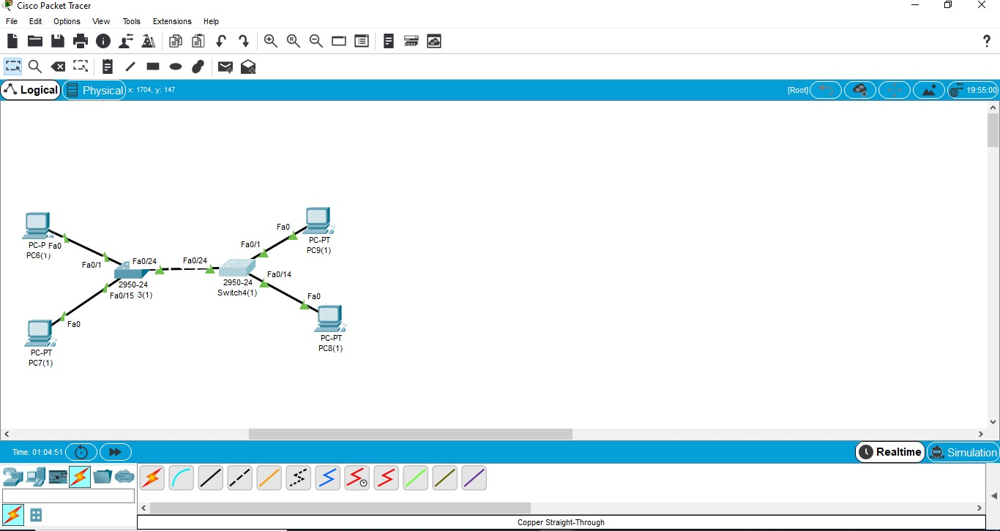 Cisco Packet Tracer
File Edit Options View Tools Extensions Help
Logical Physical x: 1704, y: 147 [Root] 19:55:00
Fa0
PC-PT
PC9(1)
Fa0/1
PC-P Fa0
PC6(1)
Fa0/1
Fa0/24
Fa0/24
2950-24
Fa0/15 3(1)
2950-24
Switch4(1)
Fa0/14
Fa0
Fa0
PC-PT
PC7(1)
PC-PT
PC8(1)
Time: 01:04:51 Realtime Simulation
Copper Straight-Through